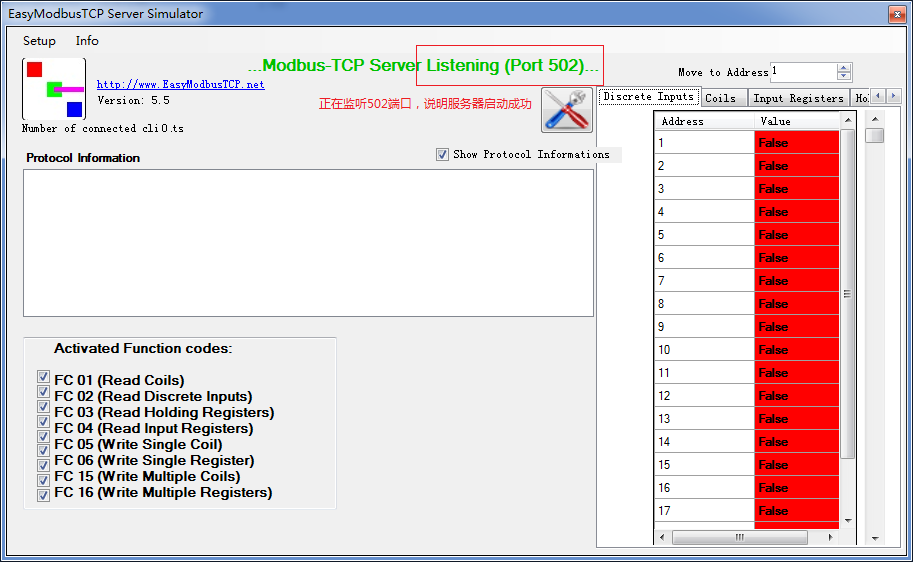 EasyModbusTCP Server Simulator
Setup Info
...Modbus-TCP Server Listening (Port 502)...
http://www.EasyModbusTCP.net
Version: 5.5
正在监听502端口，说明服务器启动成功
Number of connected cli0.ts
Move to Address 1
Protocol Information
Show Protocol Informations
Discrete Inputs Coils Input Registers Ho
Address Value
1 False
2 False
3 False
4 False
5 False
6 False
7 False
8 False
9 False
10 False
11 False
12 False
13 False
14 False
15 False
16 False
17 False
Activated Function codes:
FC 01 (Read Coils)
FC 02 (Read Discrete Inputs)
FC 03 (Read Holding Registers)
FC 04 (Read Input Registers)
FC 05 (Write Single Coil)
FC 06 (Write Single Register)
FC 15 (Write Multiple Coils)
FC 16 (Write Multiple Registers)